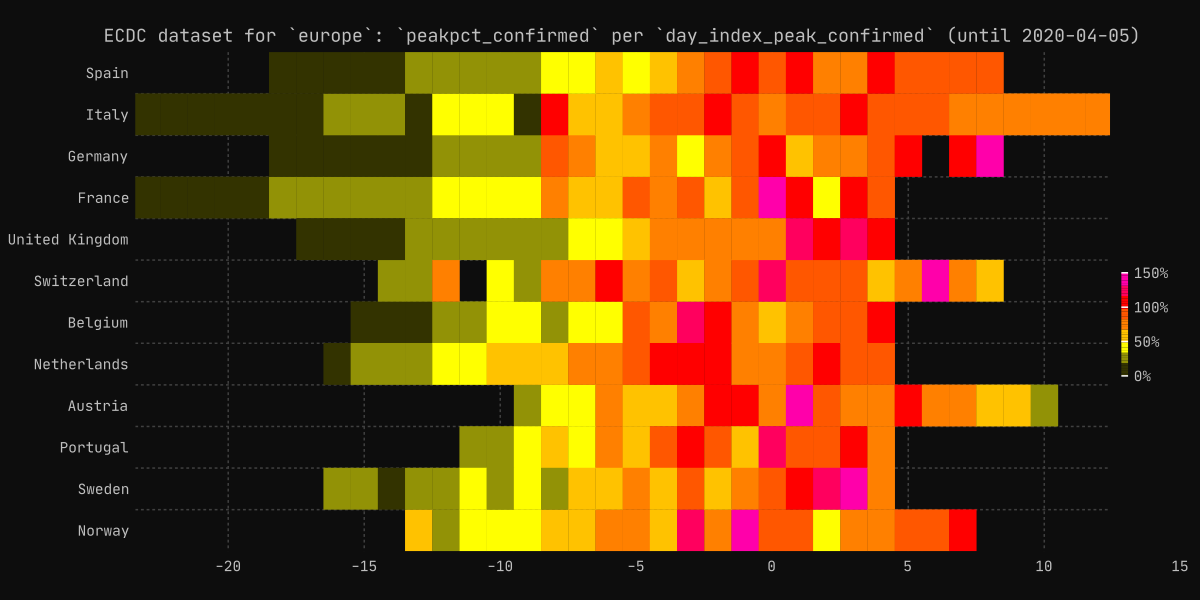 ECDC dataset for `europe`: `peakpct_confirmed` per `day_index_peak_confirmed` (until 2020-04-05)
Spain
Italy
Germany
France
United Kingdom
Switzerland
Belgium
Netherlands
Austria
Portugal
Sweden
Norway
150%
100%
50%
0%
-20 -15 -10 -5 0 5 10 15